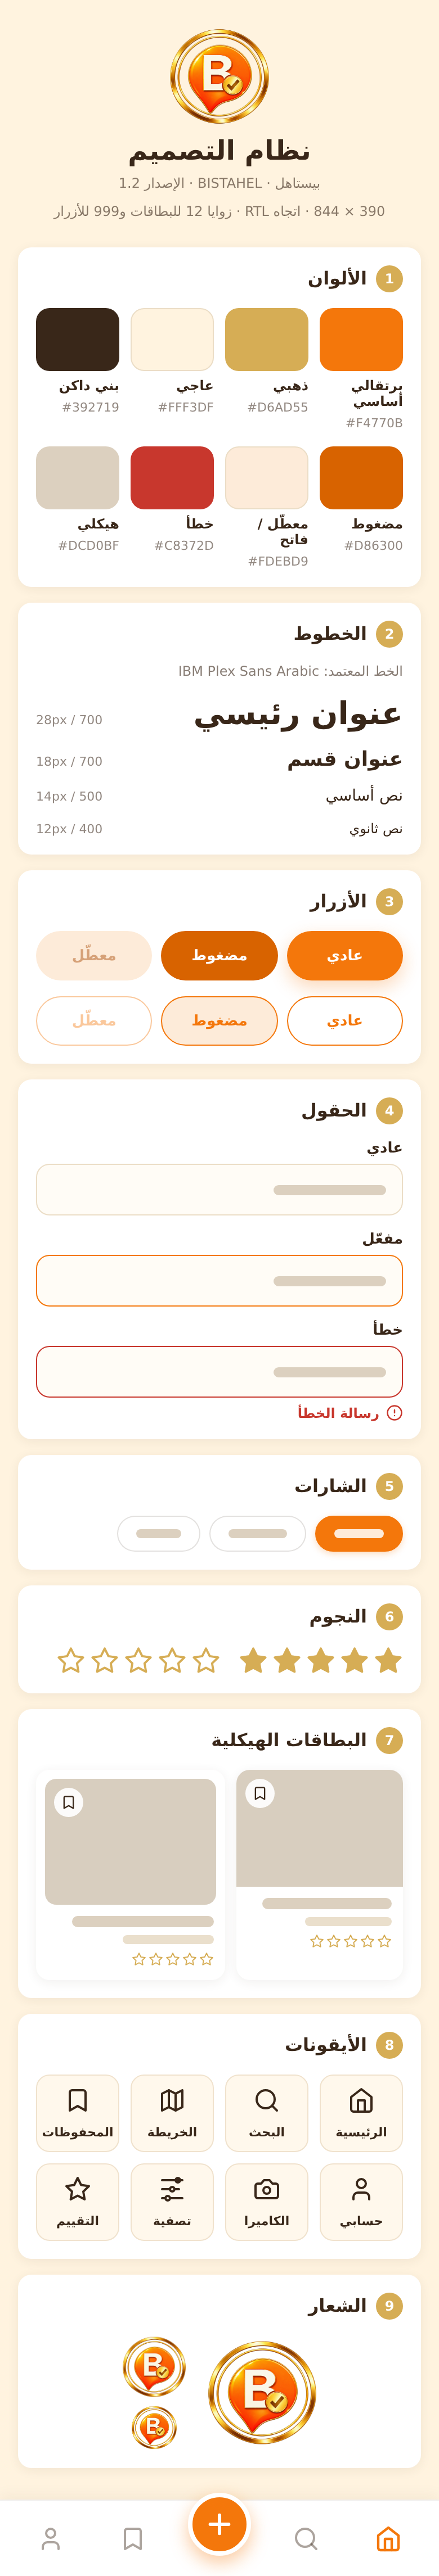 B
نظام التصميم
بيستاهل · BISTAHEL · الإصدار 1.2
390 × 844 · اتجاه RTL · زوايا 12 للبطاقات و999 للأزرار
1 الألوان
برتقالي أساسي
#F4770B
ذهبي
#D6AD55
عاجي
#FFF3DF
بني داكن
#392719
مضغوط
#D86300
معطّل / فاتح
#FDEBD9
خطأ
#C8372D
هيكلي
#DCD0BF
2 الخطوط
الخط المعتمد: IBM Plex Sans Arabic
عنوان رئيسي 28px / 700
عنوان قسم 18px / 700
نص أساسي 14px / 500
نص ثانوي 12px / 400
3 الأزرار
عادي مضغوط معطّل
عادي مضغوط معطّل
4 الحقول
عادي
مفعّل
خطأ
رسالة الخطأ
5 الشارات
6 النجوم
7 البطاقات الهيكلية
8 الأيقونات
الرئيسية البحث الخريطة المحفوظات
حسابي الكاميرا تصفية التقييم
9 الشعار
B B
B